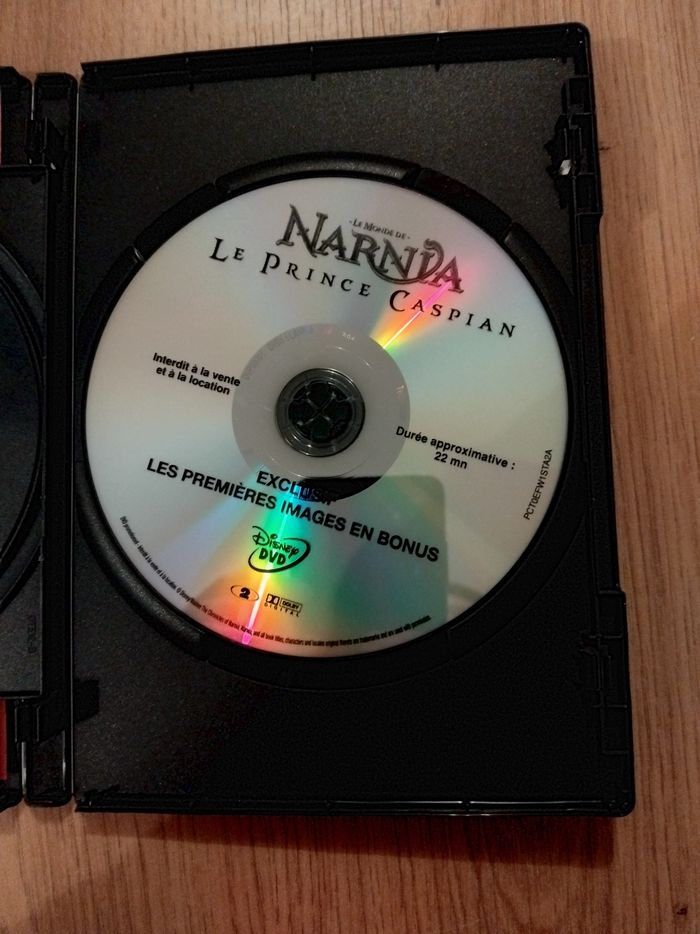 - LE MONDE DE -
NARNIA
LE PRINCE CASPIAN
Interdit à la vente
et à la location
Durée approximative :
22 mn
PCT0EFW1STA2A
EXCLUSIF
LES PREMIÈRES IMAGES EN BONUS
Disney
DVD
2
DOLBY
DIGITAL